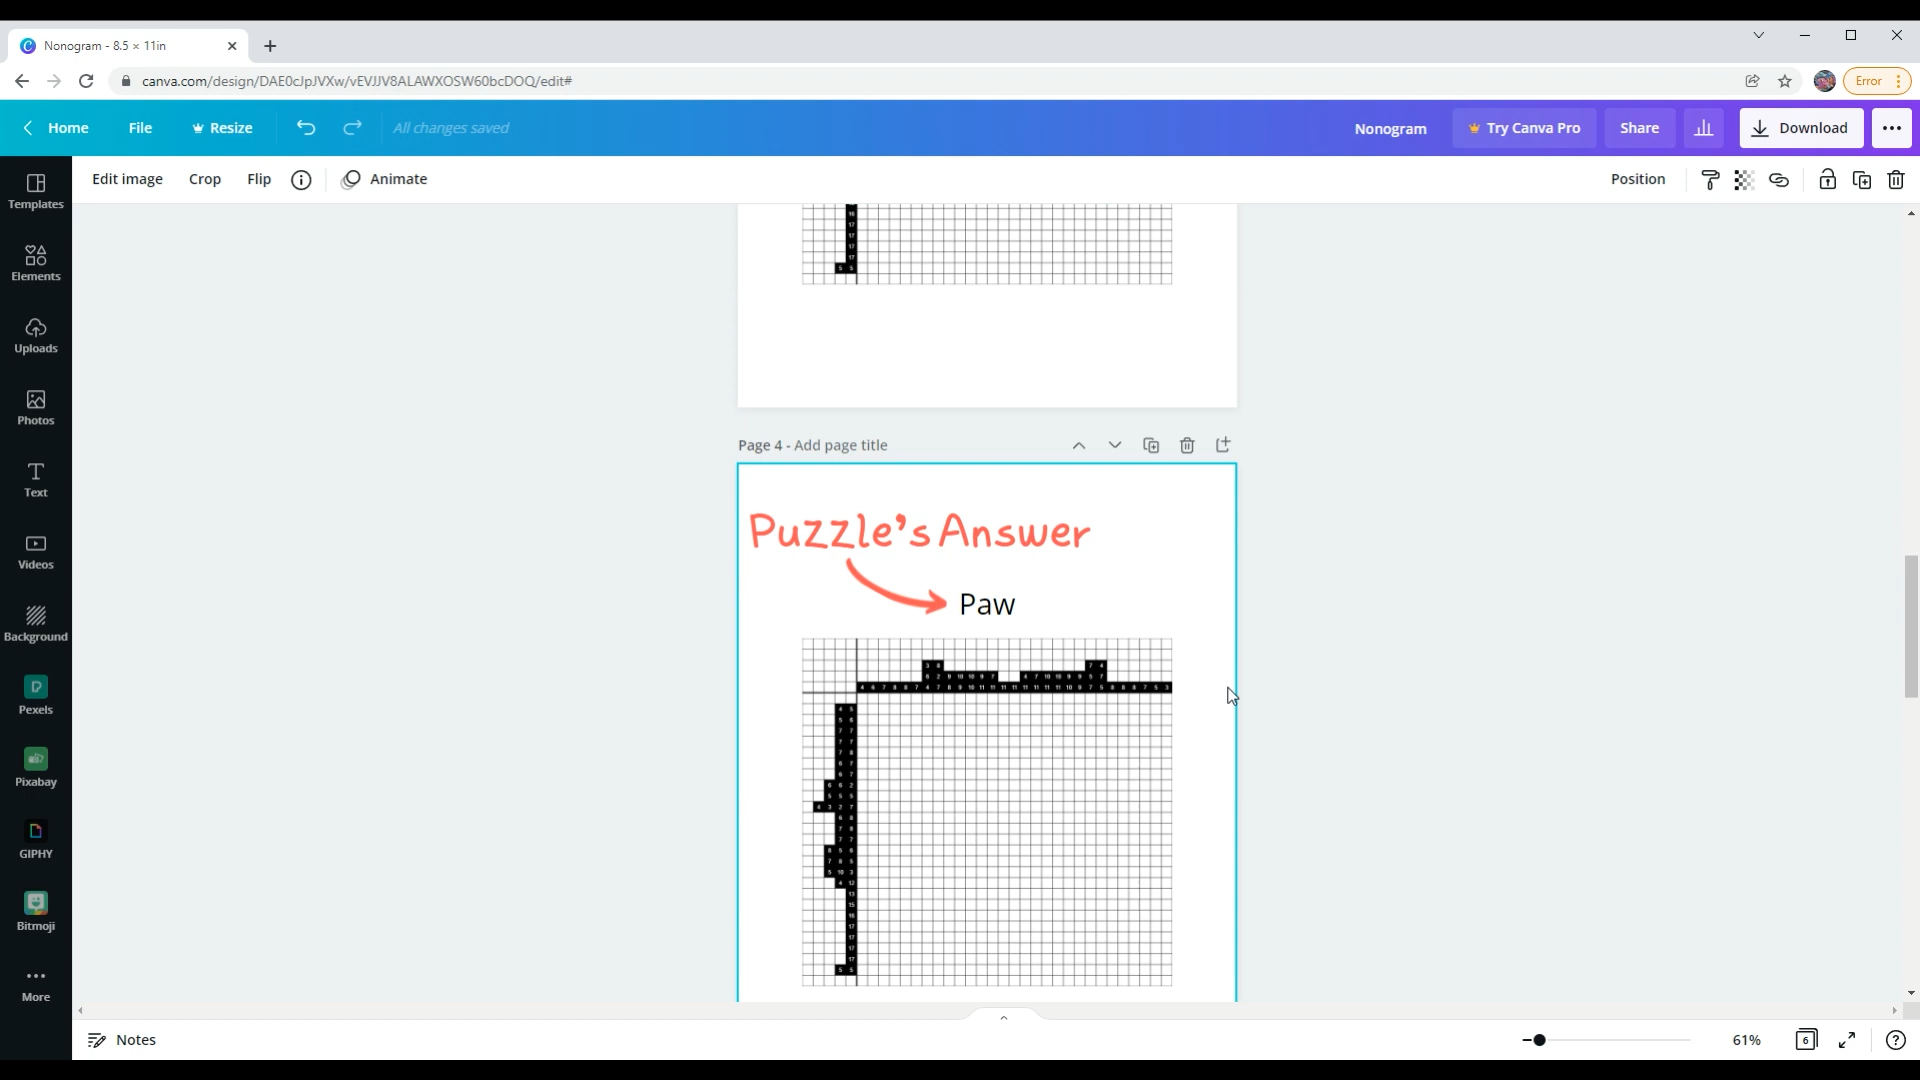 Nonogram - 8.5 × 11in
canva.com/design/DAE0cJpJVXw/vEVJJV8ALAWXOSW60bcDOQ/edit#
Error
Home
File
Resize
All changes saved
Nonogram
Try Canva Pro
Share
Download
Edit image
Crop
Flip
Animate
Position
Templates
Elements
Uploads
Photos
Text
Videos
Background
Pexels
Pixabay
GIPHY
Bitmoji
More
Page 4 - Add page title
Puzzle's Answer
Paw
Notes
61%
6